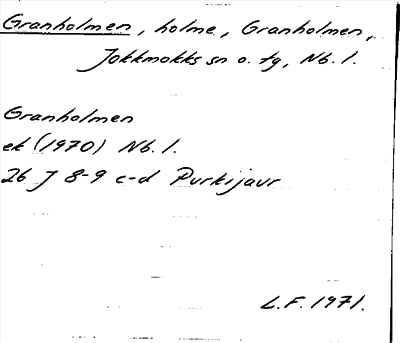 Granholmen, holme, Granholmen,
Jokkmokks sn o. tg, Nb. l.
Granholmen
ek (1970) Nb. l.
26 J 8-9 c-d Purkijaur
L.F. 1971.